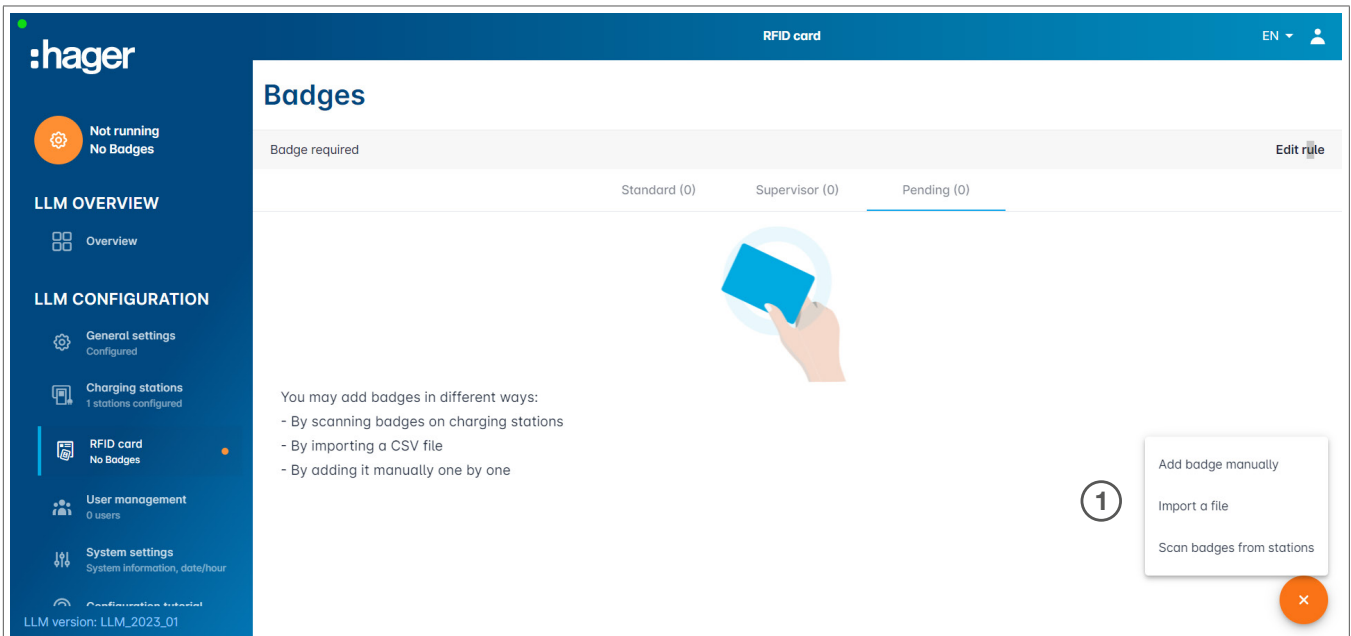 :hager
RFID card
EN
Badges
Not running
No Badges
Badge required
Edit rule
Standard (0)
Supervisor (0)
Pending (0)
LLM OVERVIEW
Overview
LLM CONFIGURATION
General settings
Configured
Charging stations
1 stations configured
RFID card
No Badges
User management
0 users
System settings
System information, date/hour
Configuration tutorial
LLM version: LLM_2023_01
You may add badges in different ways:
- By scanning badges on charging stations
- By importing a CSV file
- By adding it manually one by one
1
Add badge manually
Import a file
Scan badges from stations